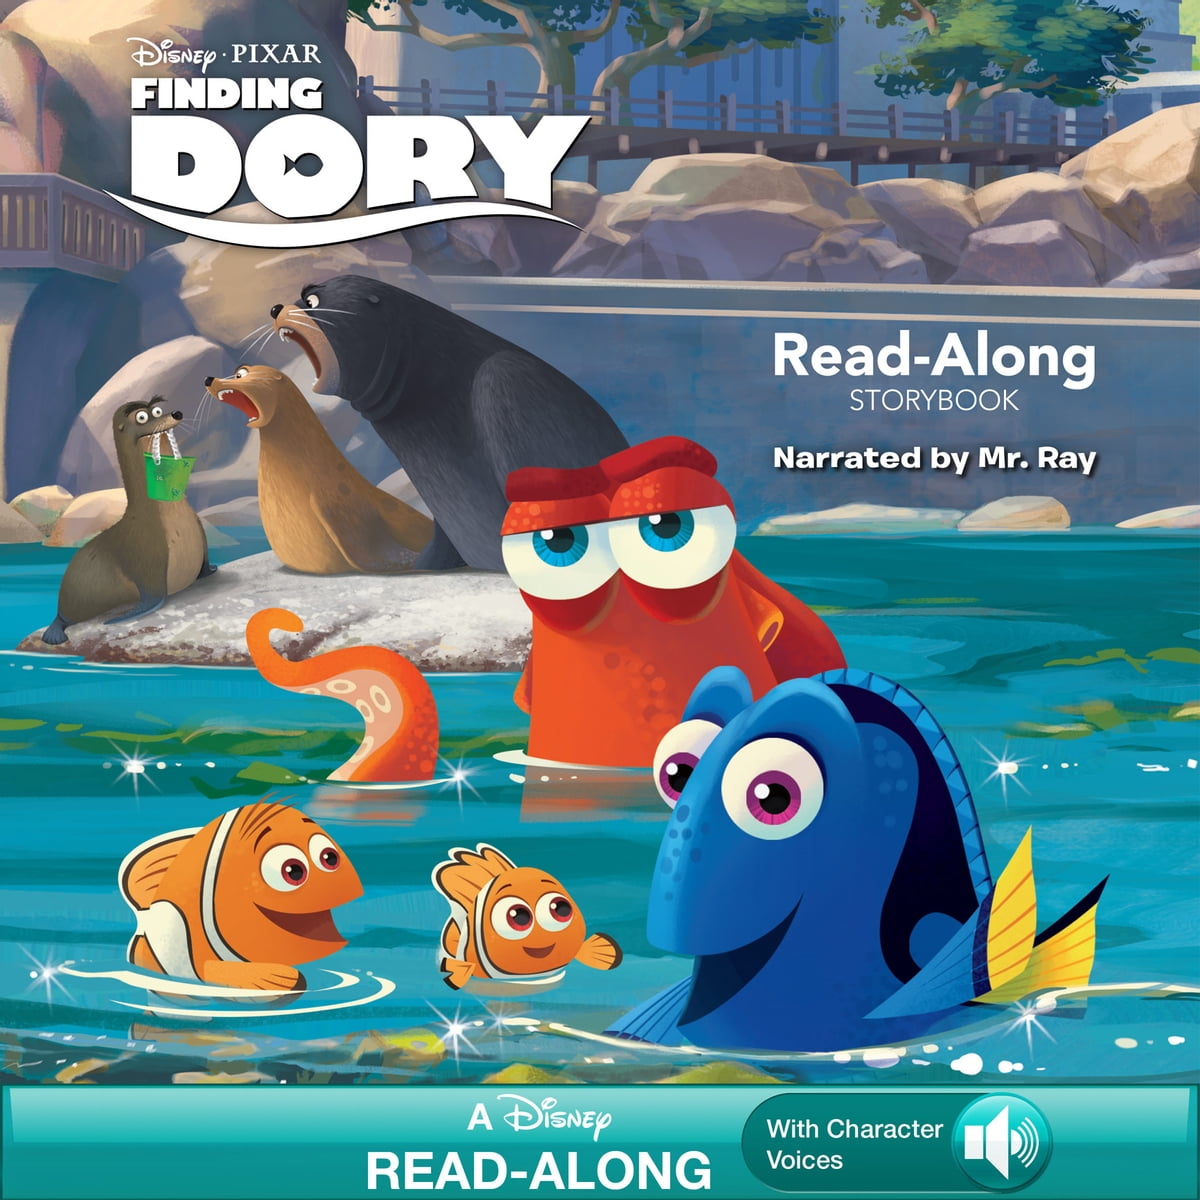 Disney · PIXAR
FINDING
DORY
Read-Along
STORYBOOK
Narrated by Mr. Ray
A Disney
READ-ALONG
With Character
Voices